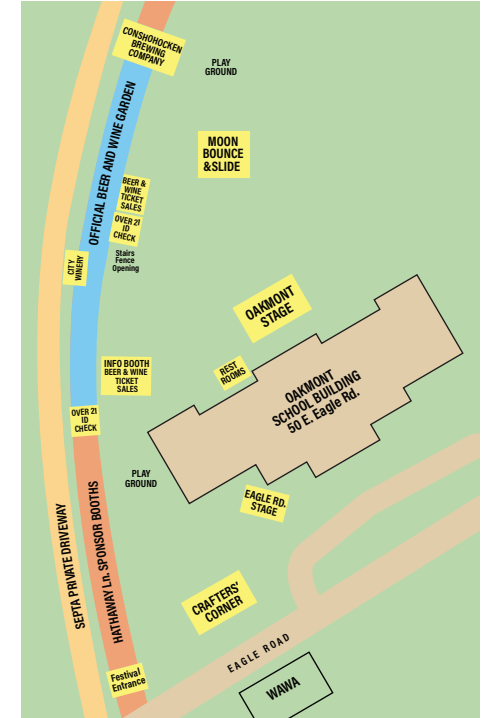 CONSHOHOCKEN
BREWING
COMPANY
PLAY
GROUND
OFFICIAL BEER AND WINE GARDEN
MOON
BOUNCE
&SLIDE
BEER &
WINE
TICKET
SALES
OVER 21
ID
CHECK
Stairs
Fence
Opening
CITY
WINERY
OAKMONT
STAGE
INFO BOOTH
BEER & WINE
TICKET
SALES
REST
ROOMS
OAKMONT
SCHOOL BUILDING
50 E. Eagle Rd.
OVER 21
ID
CHECK
PLAY
GROUND
EAGLE RD.
STAGE
SEPTA PRIVATE DRIVEWAY
HATHAWAY Ln. SPONSOR BOOTHS
CRAFTERS'
CORNER
EAGLE ROAD
Festival
Entrance
WAWA